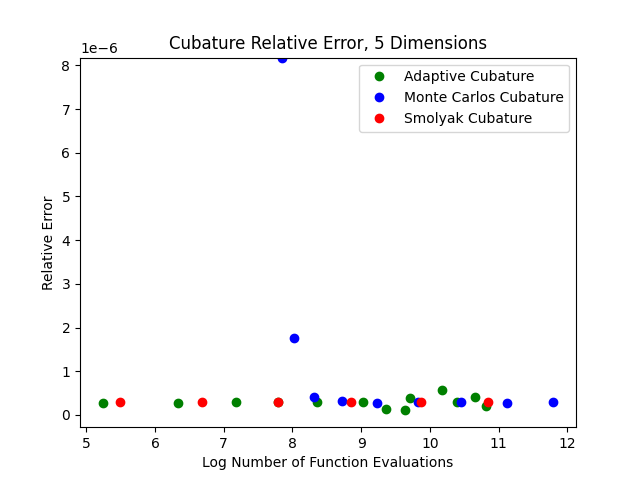 Cubature Relative Error, 5 Dimensions
1e−6
8
7
6
5
4
3
2
1
0
Relative Error
Adaptive Cubature
Monte Carlos Cubature
Smolyak Cubature
5 6 7 8 9 10 11 12
Log Number of Function Evaluations